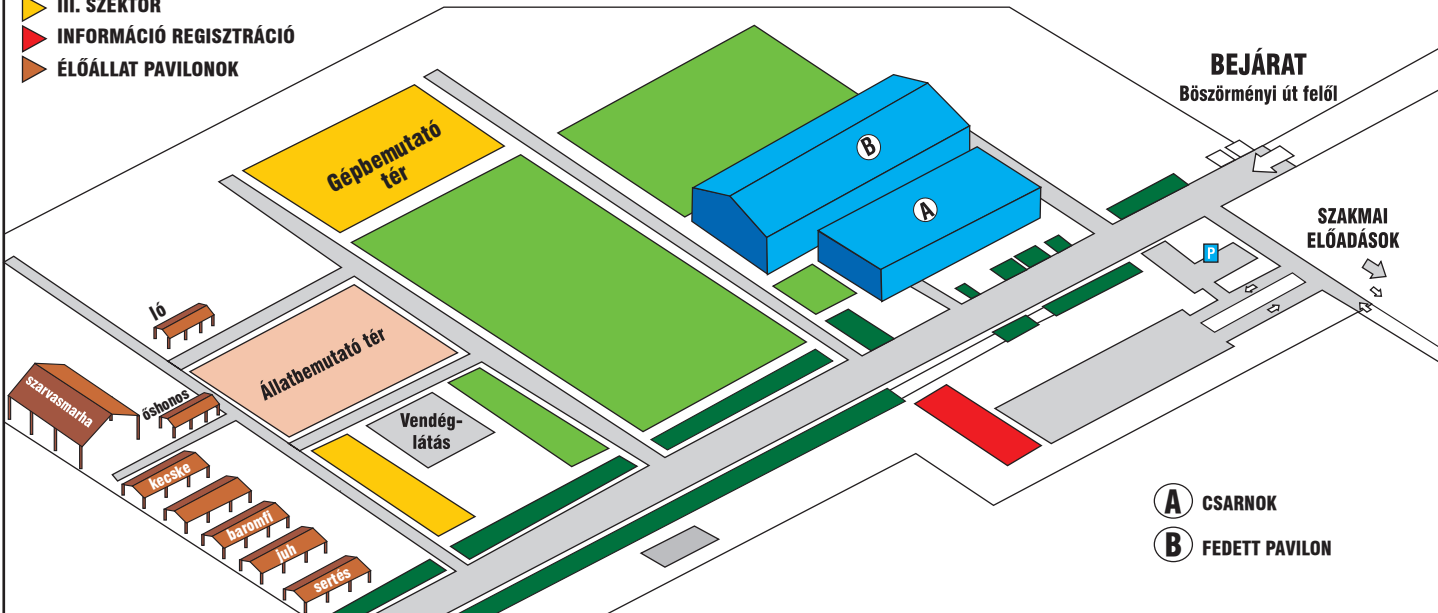 III. SZEKTOR
INFORMÁCIÓ REGISZTRÁCIÓ
ÉLŐÁLLAT PAVILONOK
BEJÁRAT
Böszörményi út felől
Gépbemutató
tér
B
A
SZAKMAI
ELŐADÁSOK
P
ló
Állatbemutató tér
szarvasmarha
őshonos
Vendég-
látás
kecske
baromfi
juh
sertés
A CSARNOK
B FEDETT PAVILON